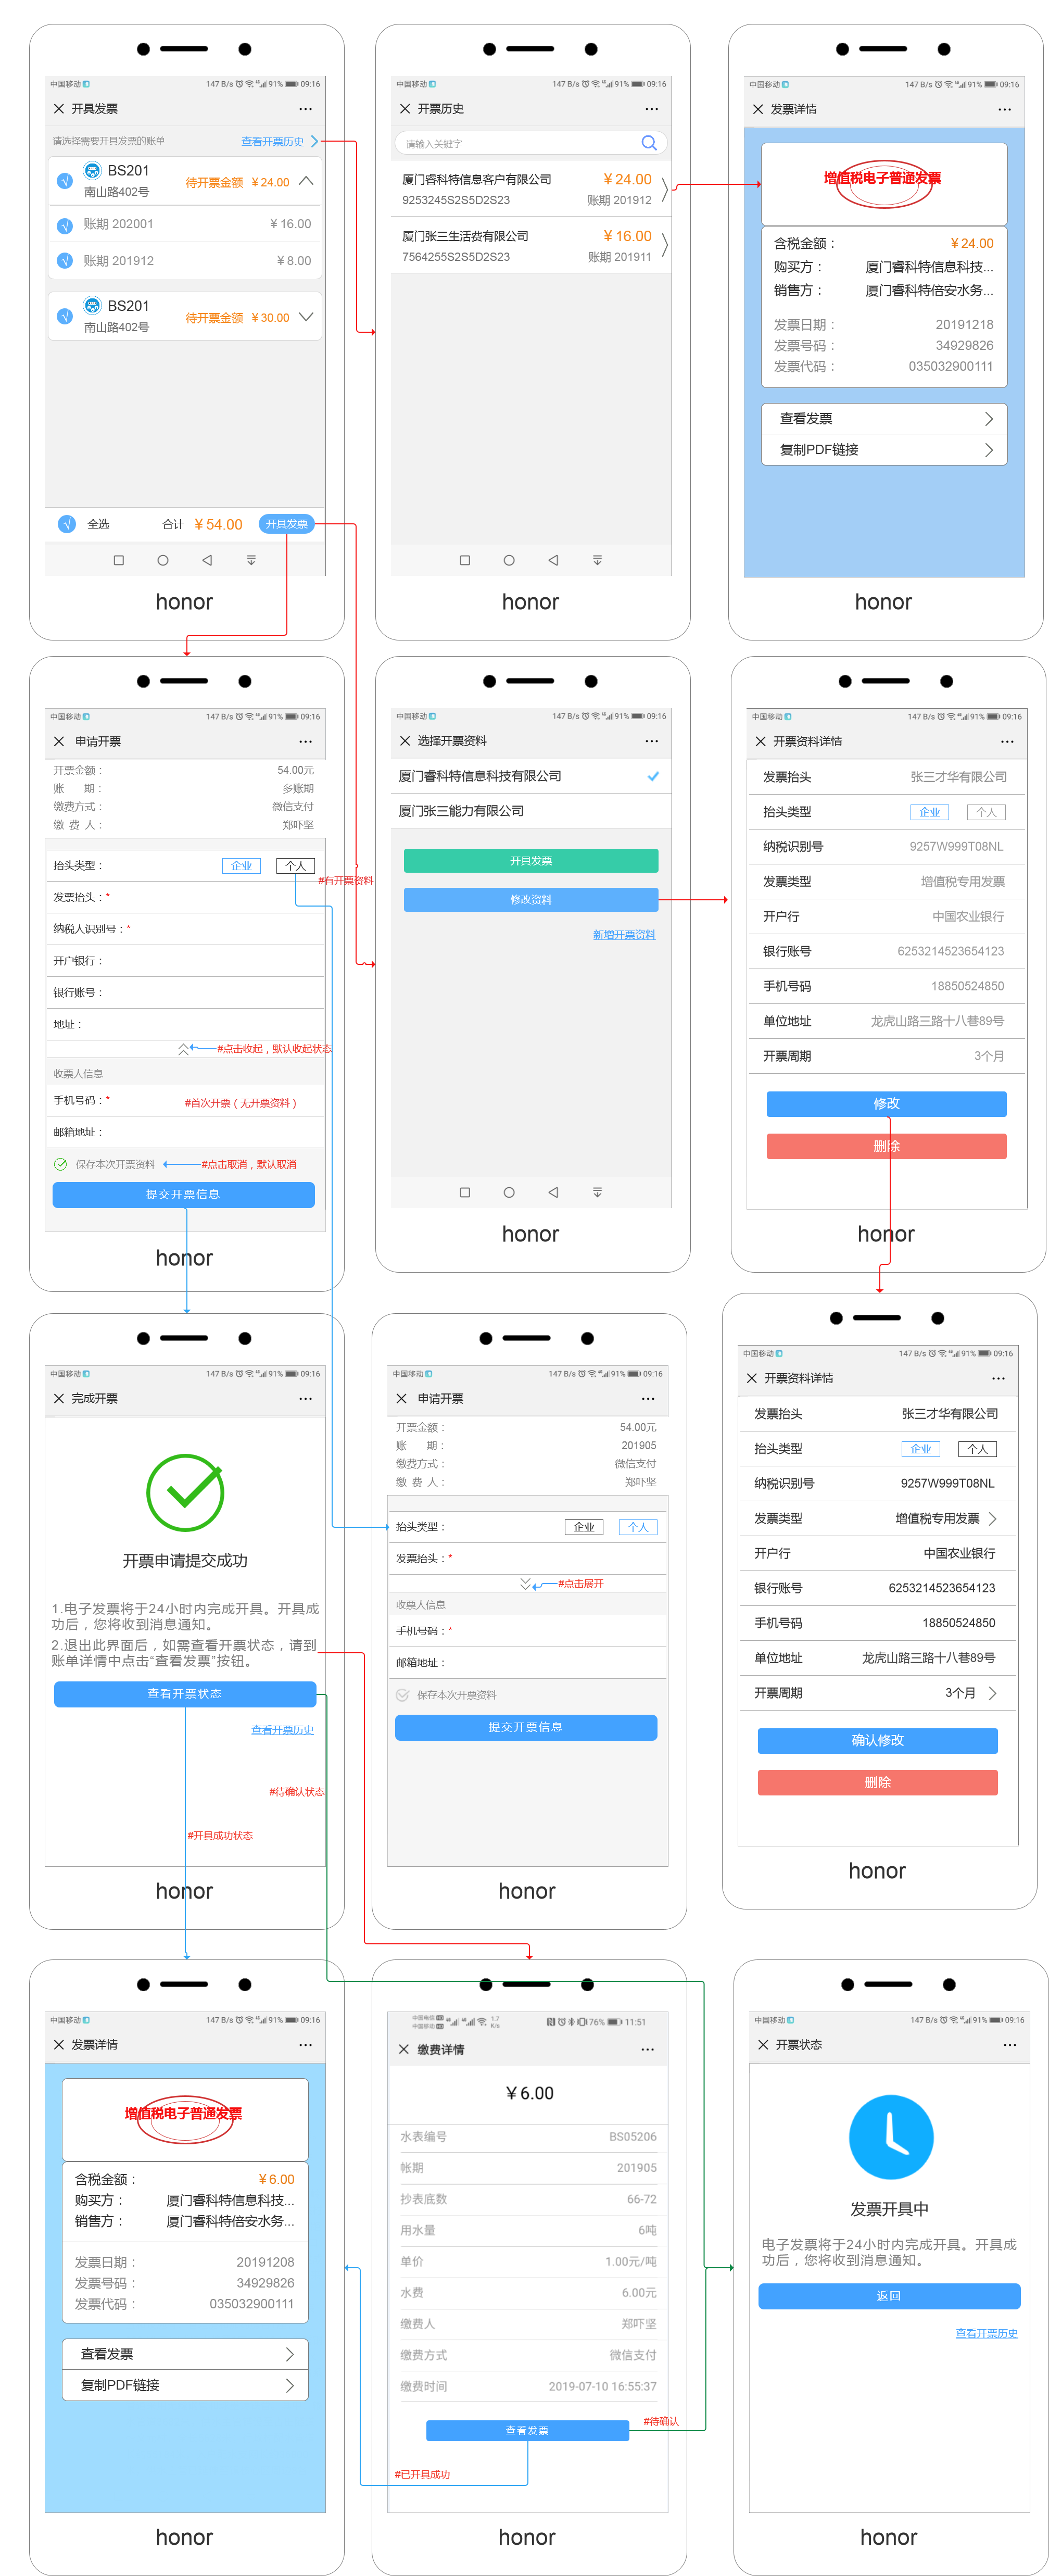 中国移动 147 B/s 91% 09:16
开具发票
请选择需要开具发票的账单 查看开票历史
BS201
南山路402号 待开票金额 ¥24.00
账期 202001 ¥16.00
账期 201912 ¥8.00
BS201
南山路402号 待开票金额 ¥30.00
√ 全选 合计 ¥54.00 开具发票
honor
中国移动 147 B/s 91% 09:16
开票历史
请输入关键字
厦门睿科特信息客户有限公司 ¥24.00
9253245S2S5D2S23 账期 201912
厦门张三生活费有限公司 ¥16.00
7564255S2S5D2S23 账期 201911
honor
中国移动 147 B/s 91% 09:16
发票详情
增值税电子普通发票
含税金额： ¥24.00
购买方： 厦门睿科特信息科技...
销售方： 厦门睿科特倍安水务...
发票日期： 20191218
发票号码： 34929826
发票代码： 035032900111
查看发票
复制PDF链接
honor
中国移动 147 B/s 91% 09:16
申请开票
开票金额： 54.00元
账 期： 多账期
缴费方式： 微信支付
缴 费 人： 郑吓坚
抬头类型： 企业 个人
#有开票资料
发票抬头：*
纳税人识别号：*
开户银行：
银行账号：
地址：
#点击收起，默认收起状态
收票人信息
手机号码：* #首次开票（无开票资料）
邮箱地址：
保存本次开票资料 #点击取消，默认取消
提交开票信息
honor
中国移动 147 B/s 91% 09:16
选择开票资料
厦门睿科特信息科技有限公司
厦门张三能力有限公司
开具发票
修改资料
新增开票资料
honor
中国移动 147 B/s 91% 09:16
开票资料详情
发票抬头 张三才华有限公司
抬头类型 企业 个人
纳税识别号 9257W999T08NL
发票类型 增值税专用发票
开户行 中国农业银行
银行账号 6253214523654123
手机号码 18850524850
单位地址 龙虎山路三路十八巷89号
开票周期 3个月
修改
删除
honor
中国移动 147 B/s 91% 09:16
完成开票
开票申请提交成功
1.电子发票将于24小时内完成开具。开具成
功后，您将收到消息通知。
2.退出此界面后，如需查看开票状态，请到
账单详情中点击“查看发票”按钮。
查看开票状态
查看开票历史
#待确认状态
#开具成功状态
honor
中国移动 147 B/s 91% 09:16
申请开票
开票金额： 54.00元
账 期： 201905
缴费方式： 微信支付
缴 费 人： 郑吓坚
抬头类型： 企业 个人
发票抬头：*
#点击展开
收票人信息
手机号码：*
邮箱地址：
保存本次开票资料
提交开票信息
honor
中国移动 147 B/s 91% 09:16
开票资料详情
发票抬头 张三才华有限公司
抬头类型 企业 个人
纳税识别号 9257W999T08NL
发票类型 增值税专用发票
开户行 中国农业银行
银行账号 6253214523654123
手机号码 18850524850
单位地址 龙虎山路三路十八巷89号
开票周期 3个月
确认修改
删除
honor
中国移动 147 B/s 91% 09:16
发票详情
增值税电子普通发票
含税金额： ¥6.00
购买方： 厦门睿科特信息科技...
销售方： 厦门睿科特倍安水务...
发票日期： 20191208
发票号码： 34929826
发票代码： 035032900111
查看发票
复制PDF链接
honor
中国电信 1.7 76% 11:51
中国移动 K/s
缴费详情
¥6.00
水表编号 BS05206
帐期 201905
抄表底数 66-72
用水量 6吨
单价 1.00元/吨
水费 6.00元
缴费人 郑吓坚
缴费方式 微信支付
缴费时间 2019-07-10 16:55:37
#待确认
查看发票
#已开具成功
honor
中国移动 147 B/s 91% 09:16
开票状态
发票开具中
电子发票将于24小时内完成开具。开具成
功后，您将收到消息通知。
返回
查看开票历史
honor